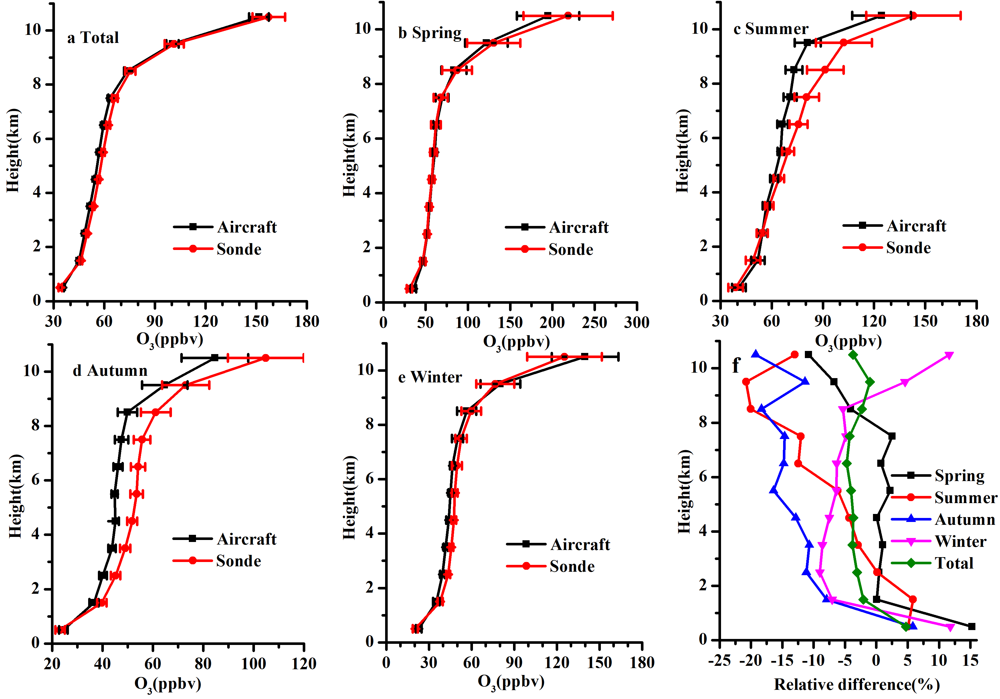 a Total
Height(km)
10
8
6
4
2
0
Aircraft
Sonde
30 60 90 120 150 180
O3(ppbv)
b Spring
Height(km)
10
8
6
4
2
0
Aircraft
Sonde
0 50 100 150 200 250 300
O3(ppbv)
c Summer
Height(km)
10
8
6
4
2
0
Aircraft
Sonde
30 60 90 120 150 180
O3(ppbv)
d Autumn
Height(km)
10
8
6
4
2
0
Aircraft
Sonde
20 40 60 80 100 120
O3(ppbv)
e Winter
Height(km)
10
8
6
4
2
0
Aircraft
Sonde
0 30 60 90 120 150 180
O3(ppbv)
f
Height(km)
10
8
6
4
2
0
Spring
Summer
Autumn
Winter
Total
-25 -20 -15 -10 -5 0 5 10 15
Relative difference(%)